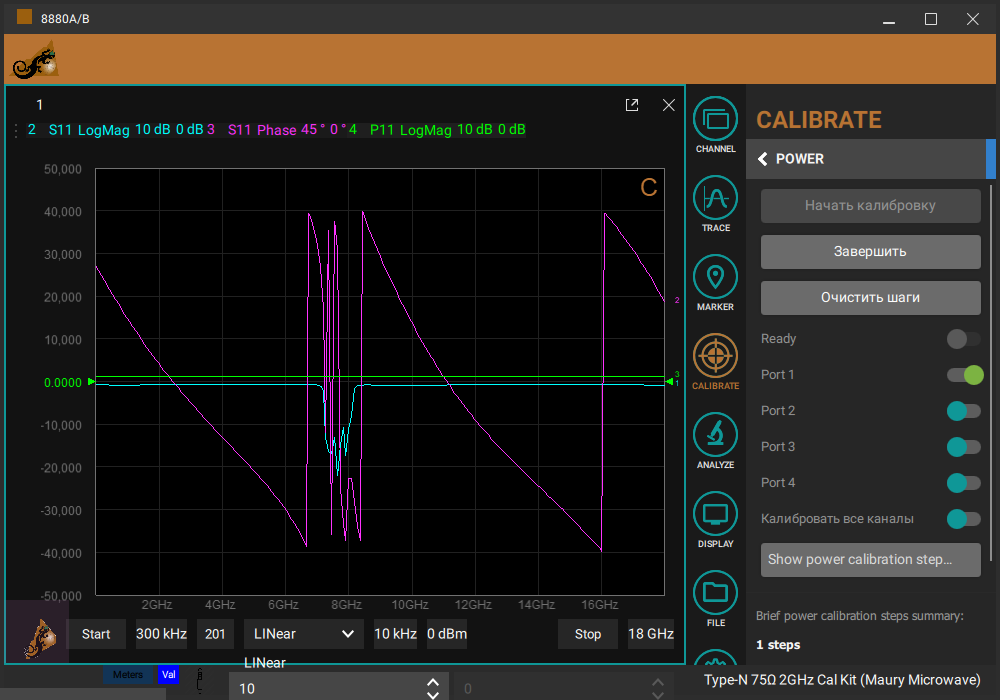 8880A/B
1
2 S11 LogMag 10 dB 0 dB 3 S11 Phase 45 ° 0 ° 4 P11 LogMag 10 dB 0 dB
50,000
40,000
30,000
20,000
10,000
0.0000
-10,000
-20,000
-30,000
-40,000
-50,000
C
2
3
1
2GHz 4GHz 6GHz 8GHz 10GHz 12GHz 14GHz 16GHz
Start 300 kHz 201 LINear 10 kHz 0 dBm Stop 18 GHz
LINear
Meters Val
10 0
CHANNEL
TRACE
MARKER
CALIBRATE
ANALYZE
DISPLAY
FILE
CALIBRATE
POWER
Начать калибровку
Завершить
Очистить шаги
Ready
Port 1
Port 2
Port 3
Port 4
Калибровать все каналы
Show power calibration step...
Brief power calibration steps summary:
1 steps
Type-N 75Ω 2GHz Cal Kit (Maury Microwave)